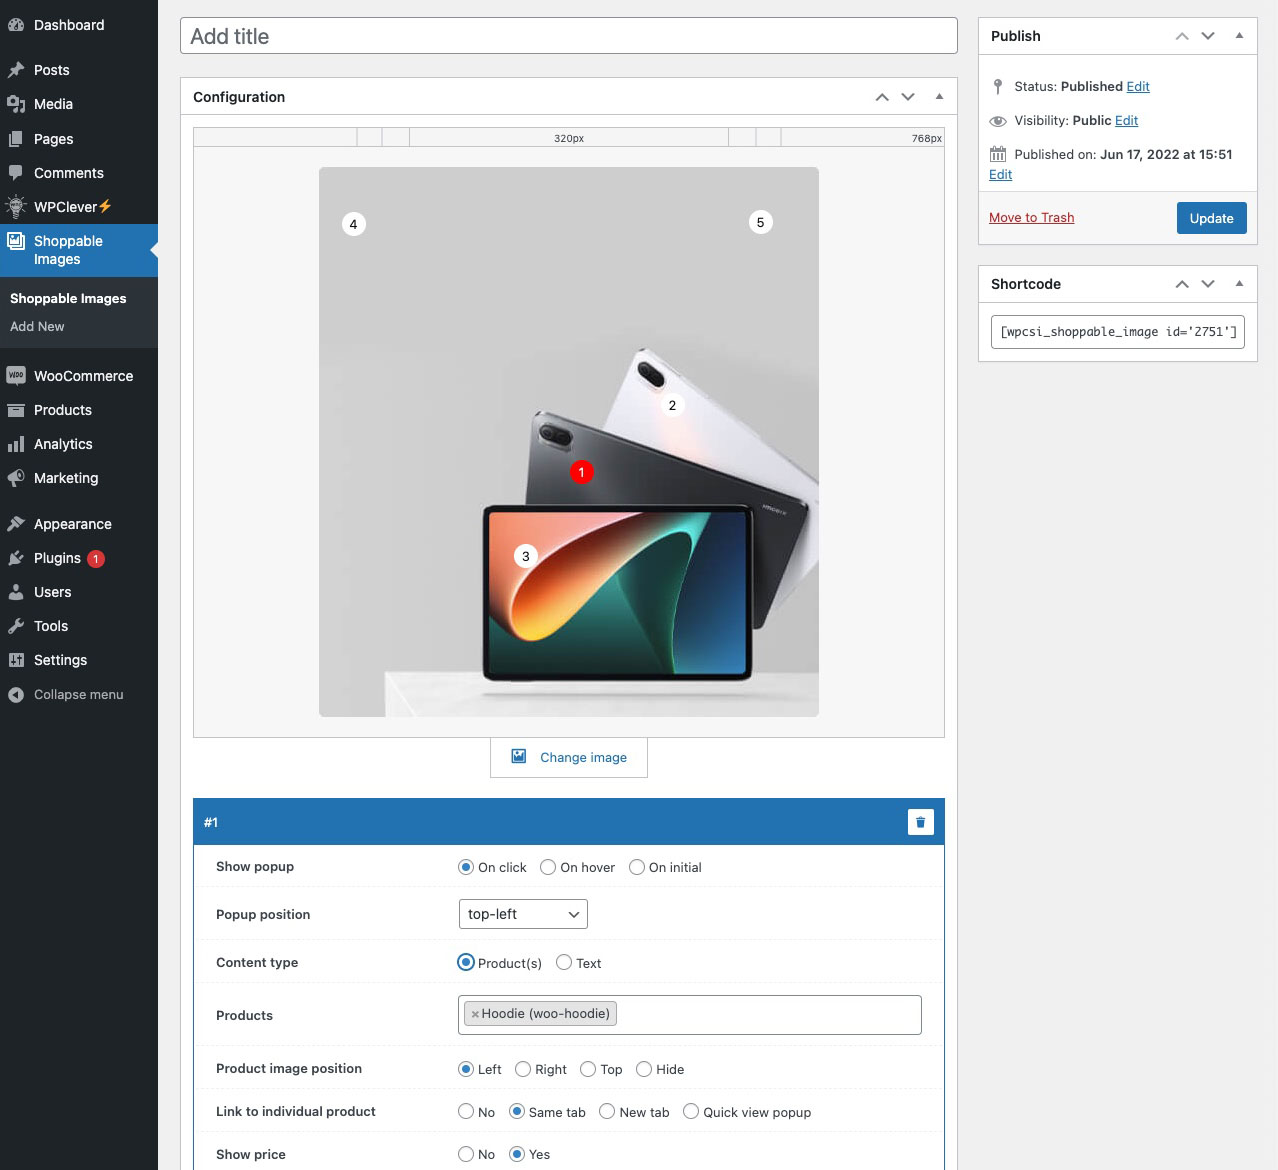 Dashboard
Posts
Media
Pages
Comments
WPClever⚡
Shoppable
Images
Shoppable Images
Add New
WOO
WooCommerce
Products
Analytics
Marketing
Appearance
Plugins 1
Users
Tools
Settings
Collapse menu
Add title
Configuration
320px
768px
4
5
2
1
3
Change image
#1
Show popup
On click On hover On initial
Popup position
top-left
Content type
Product(s) Text
Products
×Hoodie (woo-hoodie)
Product image position
Left Right Top Hide
Link to individual product
No Same tab New tab Quick view popup
Show price
No Yes
Publish
Status: Published Edit
Visibility: Public Edit
Published on: Jun 17, 2022 at 15:51
Edit
Move to Trash
Update
Shortcode
[wpcsi_shoppable_image id='2751']